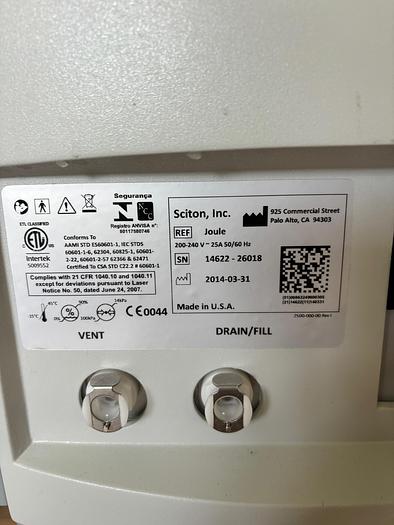 Segurança
ETL CLASSIFIED
Intertek
5009552
Registro ANVISA nº:
Conforms To
AAMI STD ES60601-1, IEC STDS
60601-1-6, 62304, 60825-1, 60601-
2-22, 60601-2-57 62366 & 62471
Certified To CSA STD C22.2 # 60601-1
Complies with 21 CFR 1040.10 and 1040.11
except for deviations pursuant to Laser
Notice No. 50, dated June 24, 2007.
CE0044
Sciton, Inc.
925 Commercial Street
Palo Alto, CA 94303
REF Joule
200-240 V ~ 25A 50/60 Hz
SN 14622 - 26018
2014-03-31
Made in U.S.A.
VENT
DRAIN/FILL